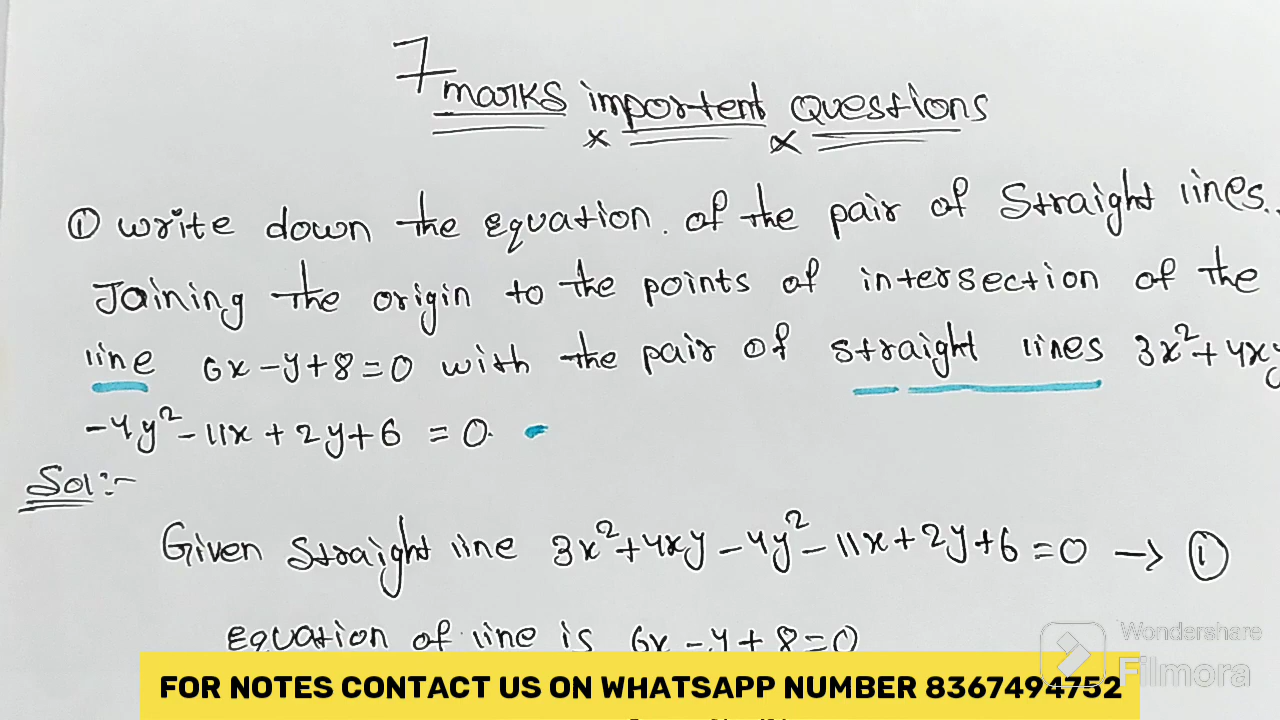 7 marks importent Questions
① write down the equation. of the pair of Straight lines..
Joining the origin to the points of intersection of the
line 6x-y+8=0 with the pair of straight lines 3x²+4xy
-4y²-11x+2y+6=0.
Sol:-
Given straight line 3x²+4xy-4y²-11x+2y+6=0 → ①
equation of line is 6x-y+8=0
FOR NOTES CONTACT US ON WHATSAPP NUMBER 8367494752
Wondershare
Filmora